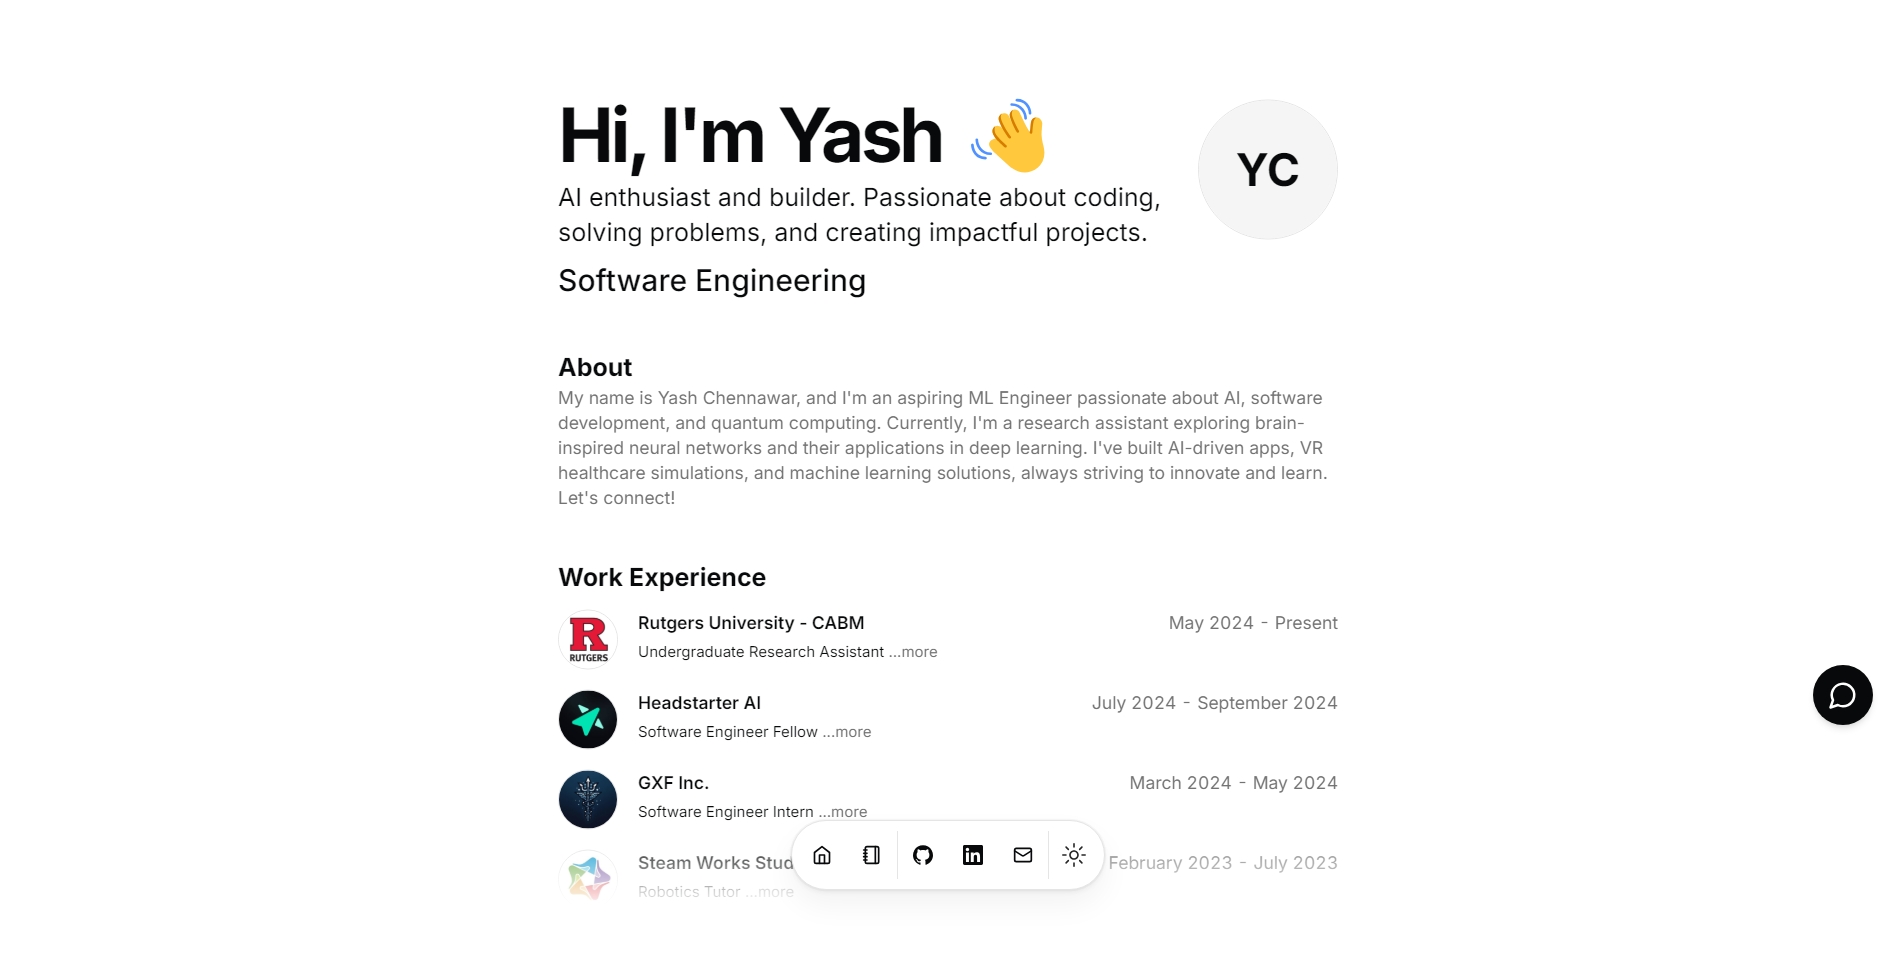 Hi, I'm Yash
YC
AI enthusiast and builder. Passionate about coding,
solving problems, and creating impactful projects.
Software Engineering
About
My name is Yash Chennawar, and I'm an aspiring ML Engineer passionate about AI, software
development, and quantum computing. Currently, I'm a research assistant exploring brain-
inspired neural networks and their applications in deep learning. I've built AI-driven apps, VR
healthcare simulations, and machine learning solutions, always striving to innovate and learn.
Let's connect!
Work Experience
R
RUTGERS
Rutgers University - CABM
May 2024 - Present
Undergraduate Research Assistant ...more
Headstarter AI
July 2024 - September 2024
Software Engineer Fellow ...more
GXF Inc.
March 2024 - May 2024
Software Engineer Intern ...more
Steam Works Stud
February 2023 - July 2023
Robotics Tutor ...more
in